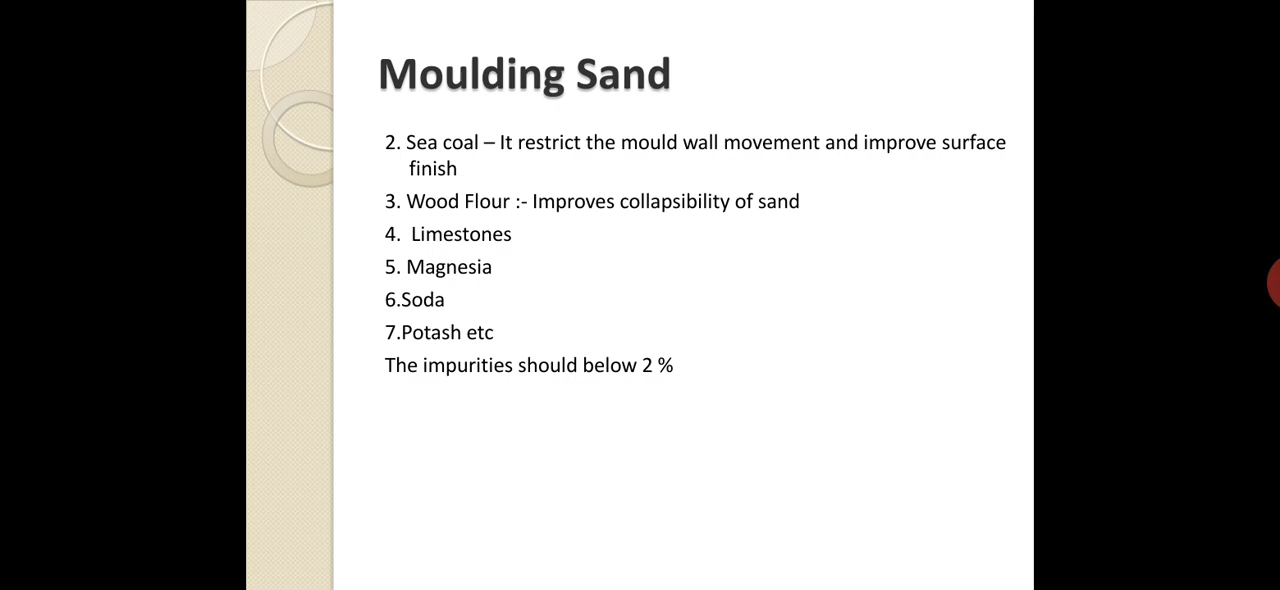 Moulding Sand
2. Sea coal – It restrict the mould wall movement and improve surface
finish
3. Wood Flour :- Improves collapsibility of sand
4.  Limestones
5. Magnesia
6.Soda
7.Potash etc
The impurities should below 2 %